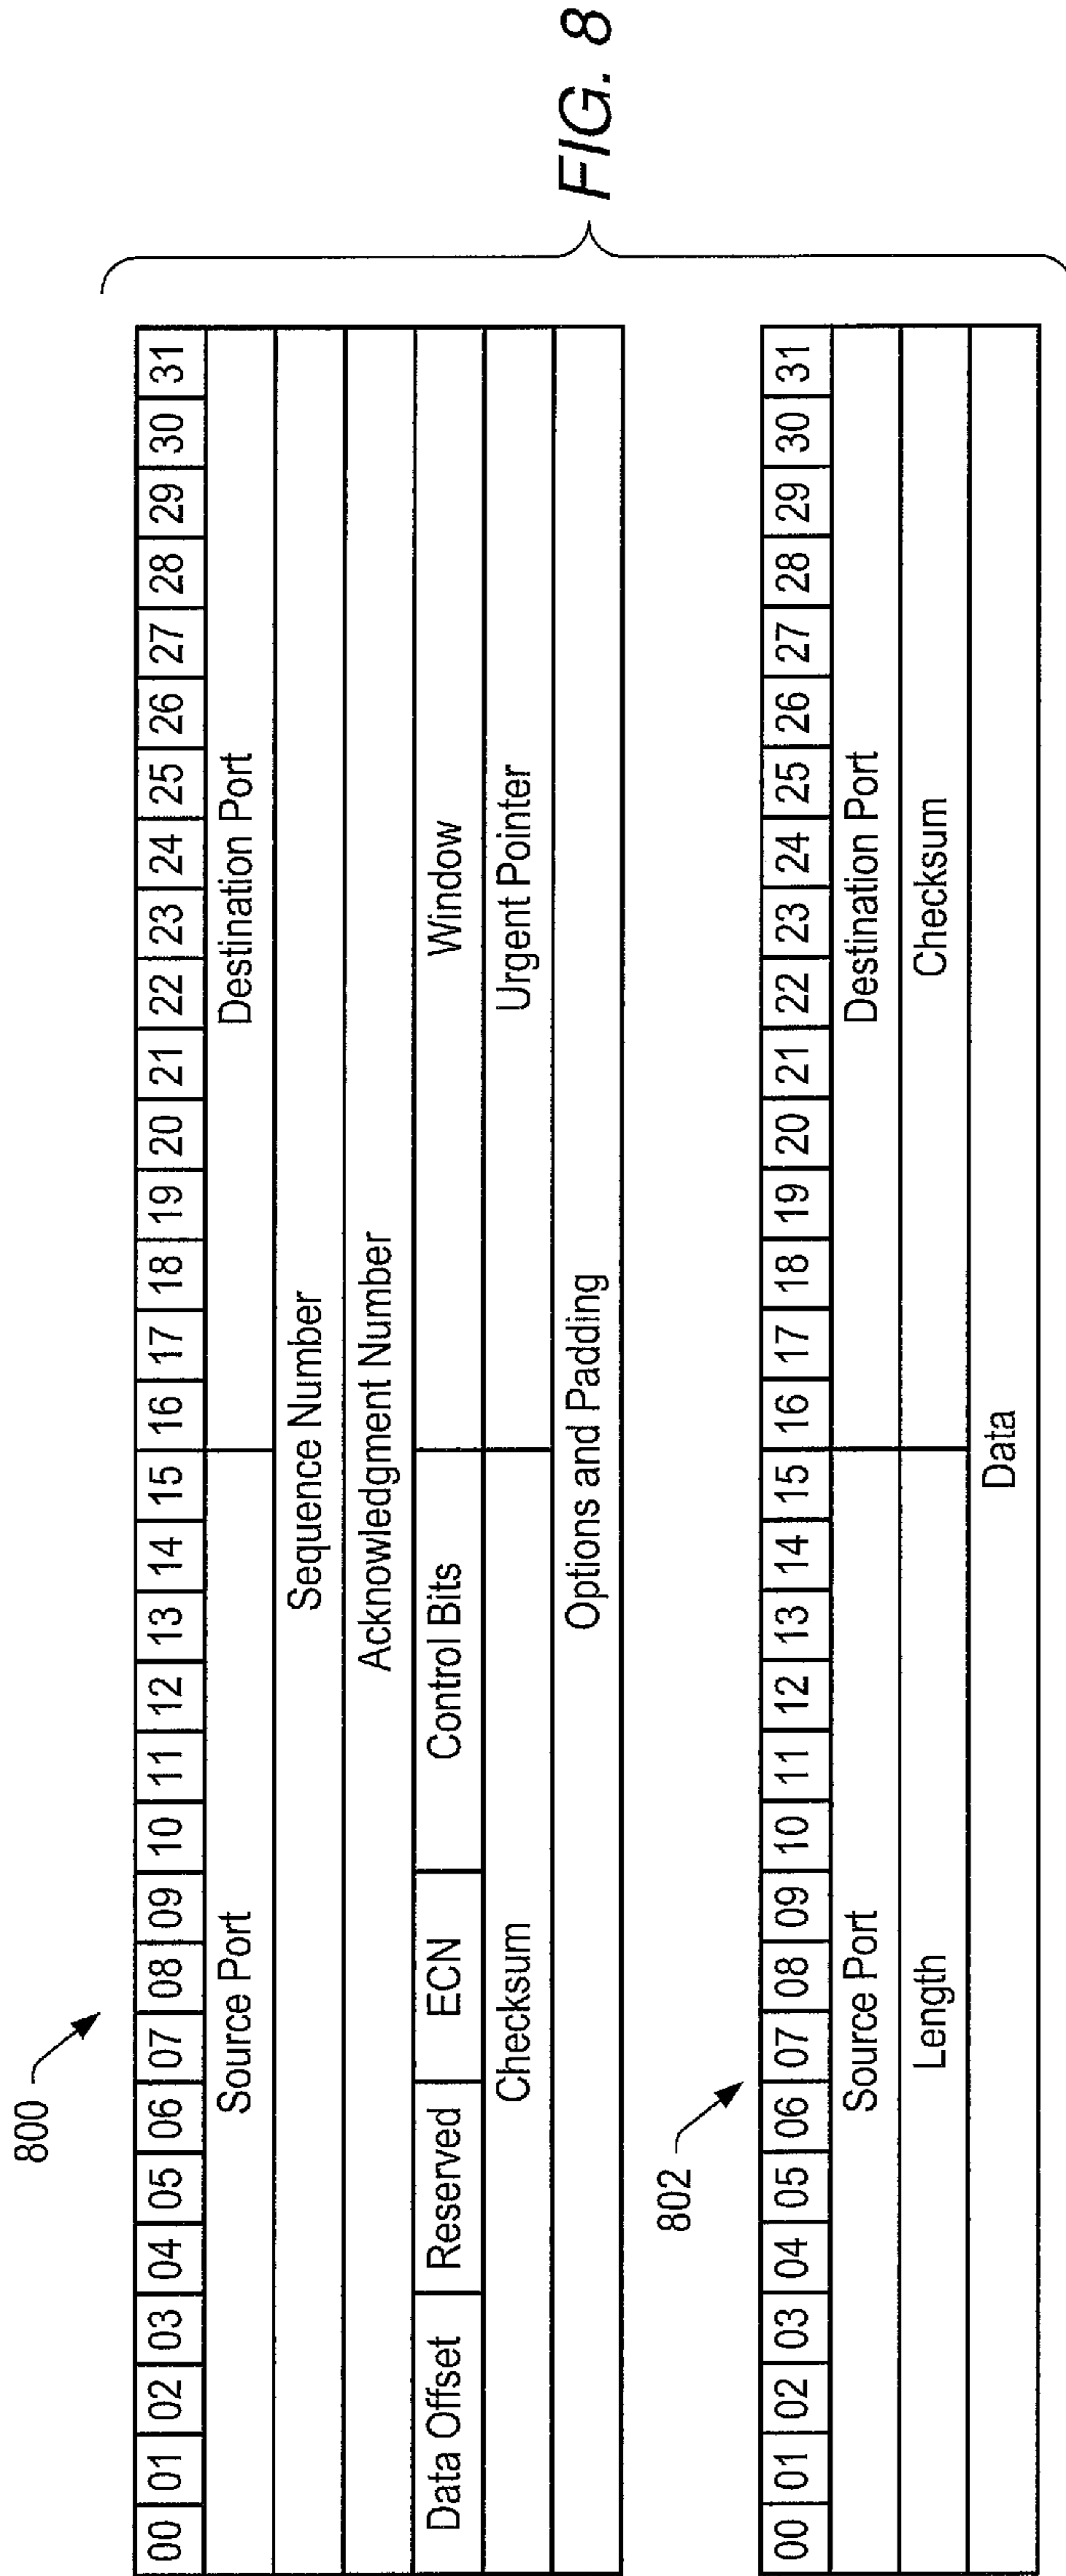 800
00 01 02 03 04 05 06 07 08 09 10 11 12 13 14 15 16 17 18 19 20 21 22 23 24 25 26 27 28 29 30 31
Source Port Destination Port
Sequence Number
Acknowledgment Number
Data Offset Reserved ECN Control Bits Window
Checksum Urgent Pointer
Options and Padding
802
00 01 02 03 04 05 06 07 08 09 10 11 12 13 14 15 16 17 18 19 20 21 22 23 24 25 26 27 28 29 30 31
Source Port Destination Port
Length Checksum
Data
FIG. 8